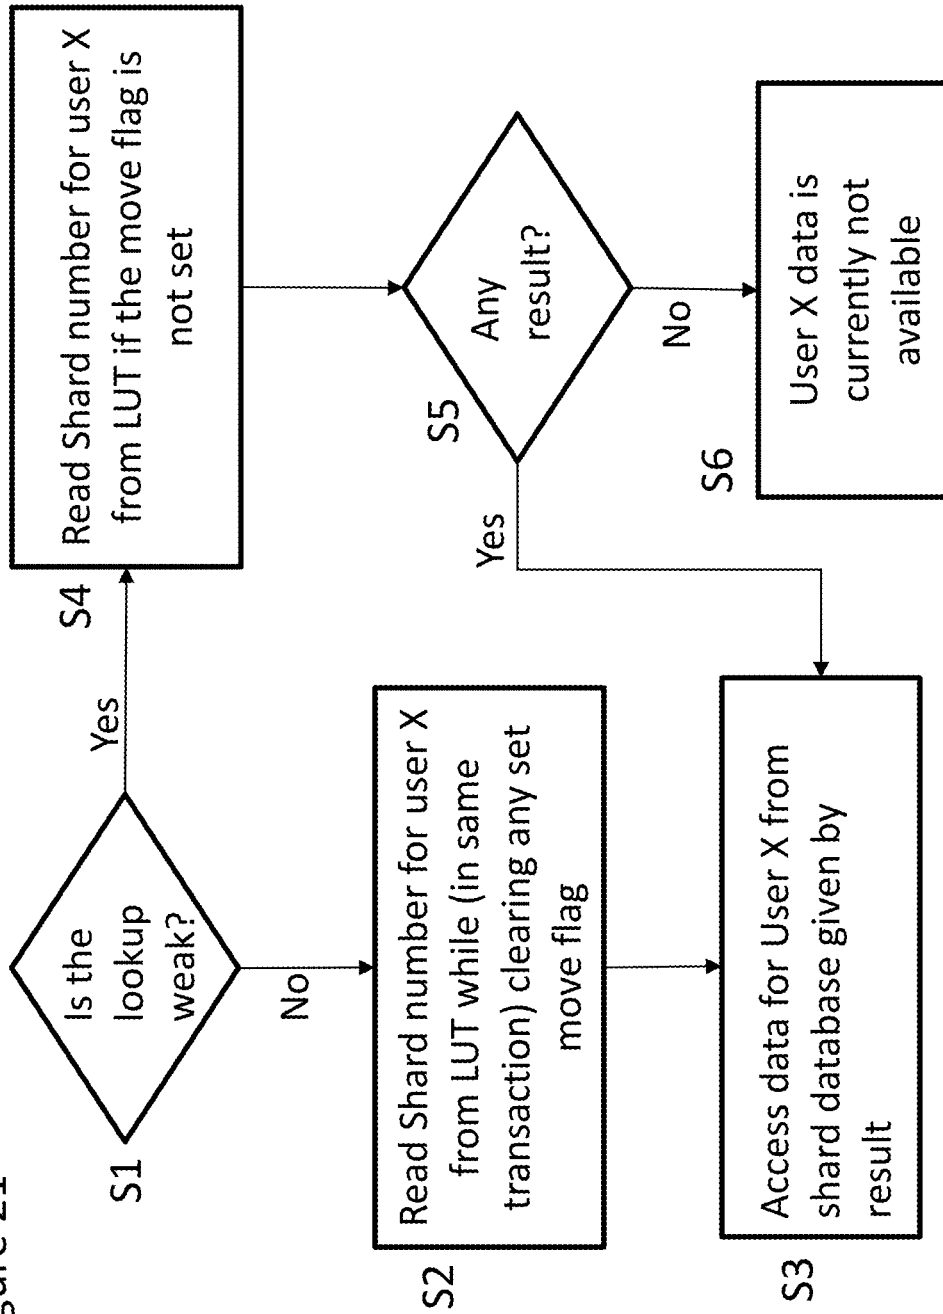 21
S1
Is the
lookup
weak?
Yes
No
S4
Read Shard number for user X
from LUT if the move flag is
not set
S2
Read Shard number for user X
from LUT while (in same
transaction) clearing any set
move flag
S5
Any
result?
Yes
No
S3
Access data for User X from
shard database given by
result
S6
User X data is
currently not
available